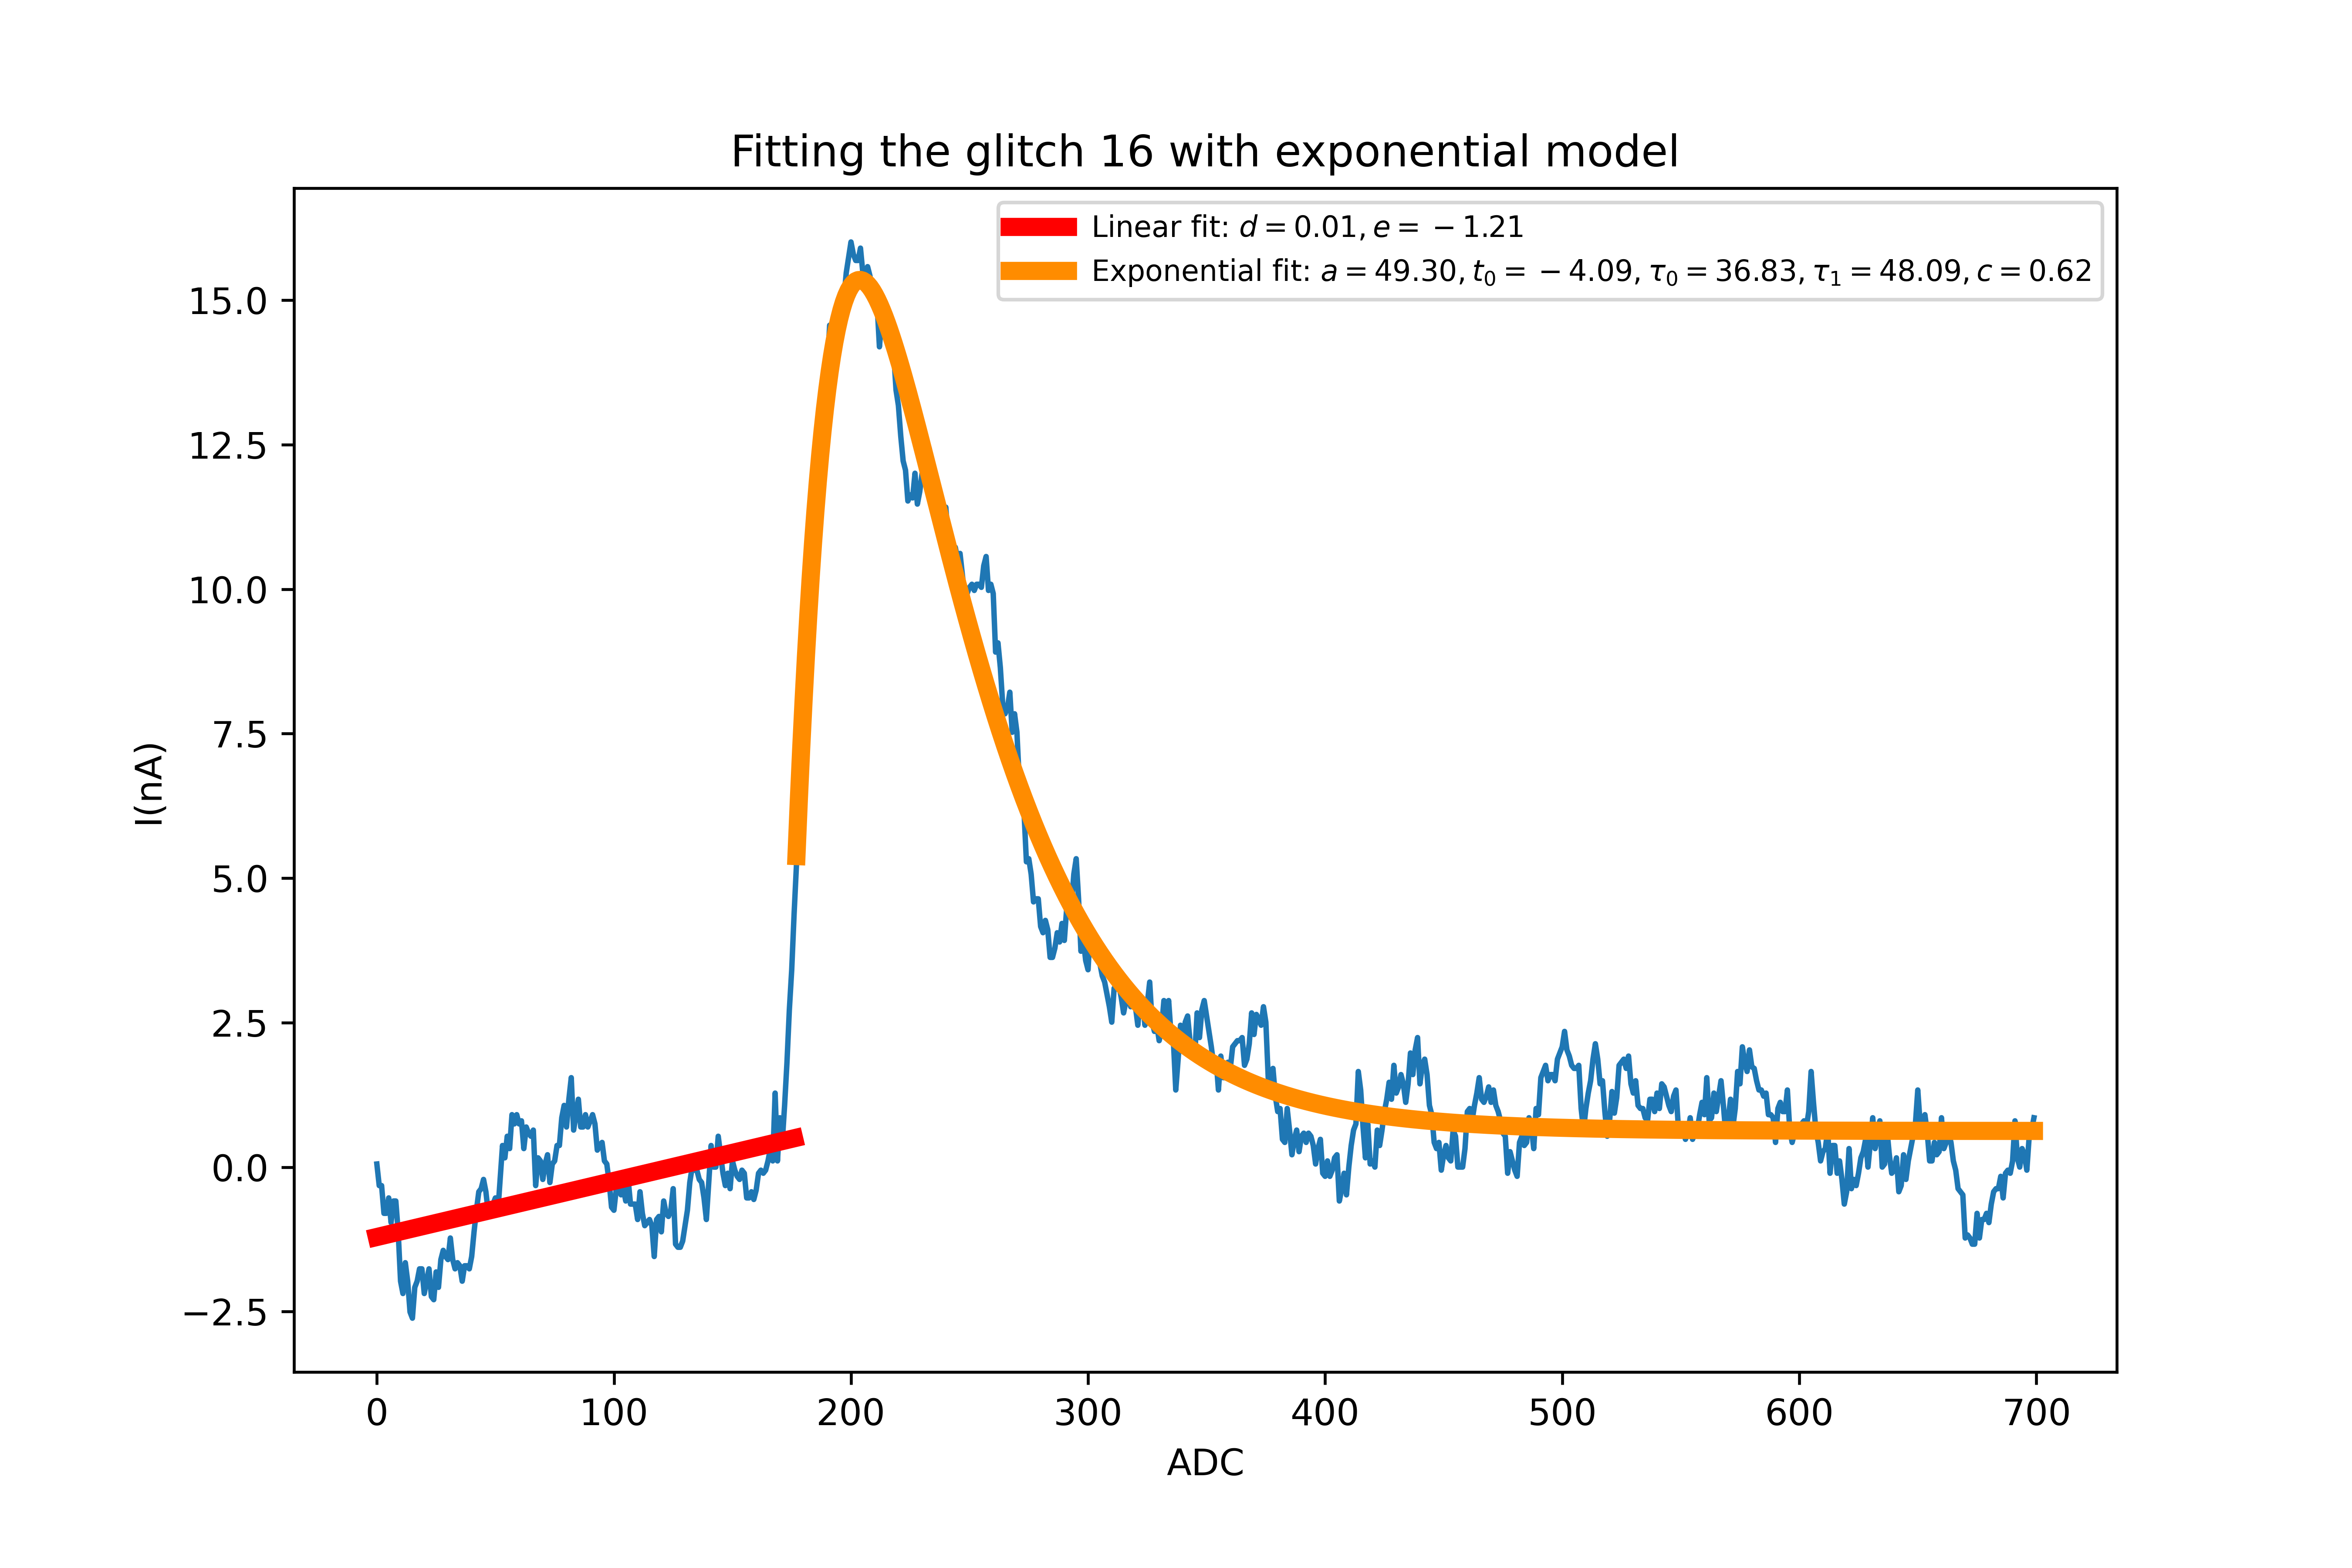 Fitting the glitch 16 with exponential model
Linear fit: d = 0.01, e = −1.21
Exponential fit: a = 49.30, t₀ = −4.09, τ₀ = 36.83, τ₁ = 48.09, c = 0.62
15.0
12.5
10.0
7.5
5.0
2.5
0.0
−2.5
I(nA)
0 100 200 300 400 500 600 700
ADC